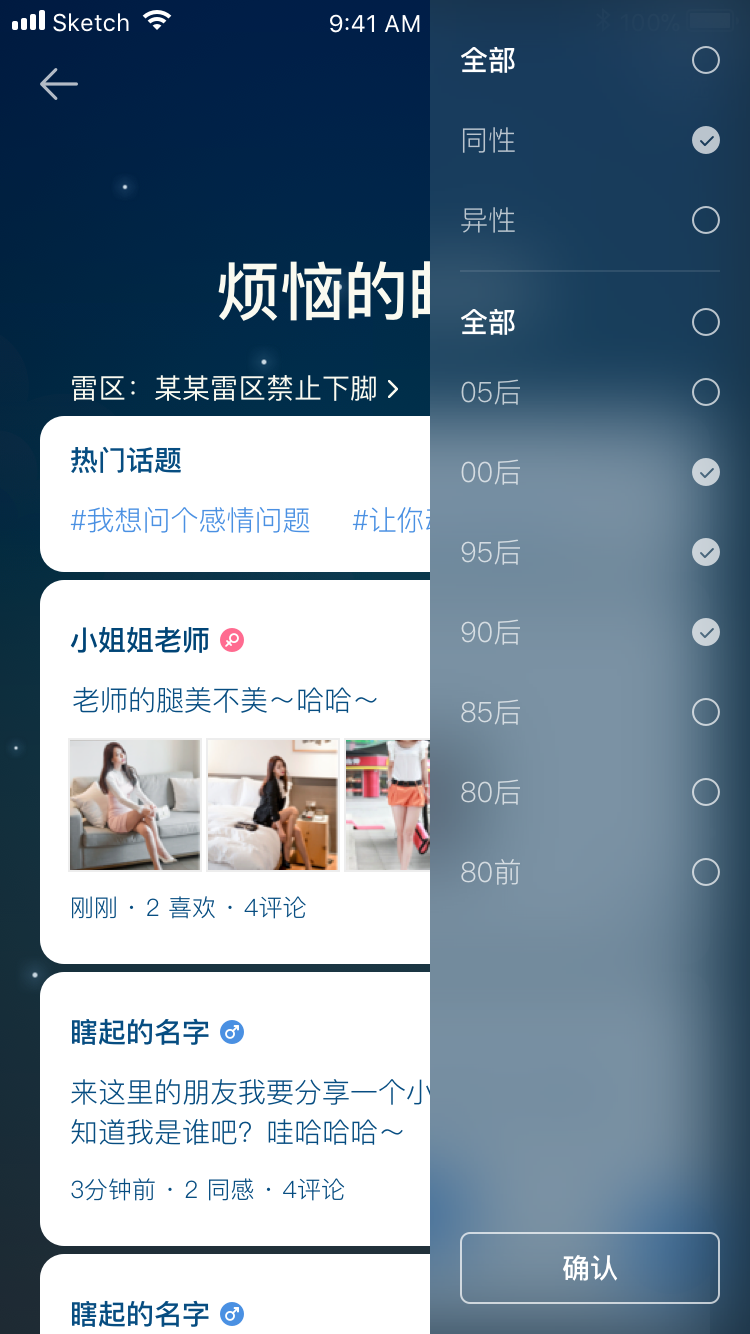 Sketch 9:41 AM 100%
烦恼的
雷区：某某雷区禁止下脚
热门话题
#我想问个感情问题 #让你
小姐姐老师
老师的腿美不美～哈哈～
刚刚 · 2 喜欢 · 4评论
瞎起的名字
来这里的朋友我要分享一个小
知道我是谁吧？哇哈哈哈～
3分钟前 · 2 同感 · 4评论
瞎起的名字
全部
同性
异性
全部
05后
00后
95后
90后
85后
80后
80前
确认